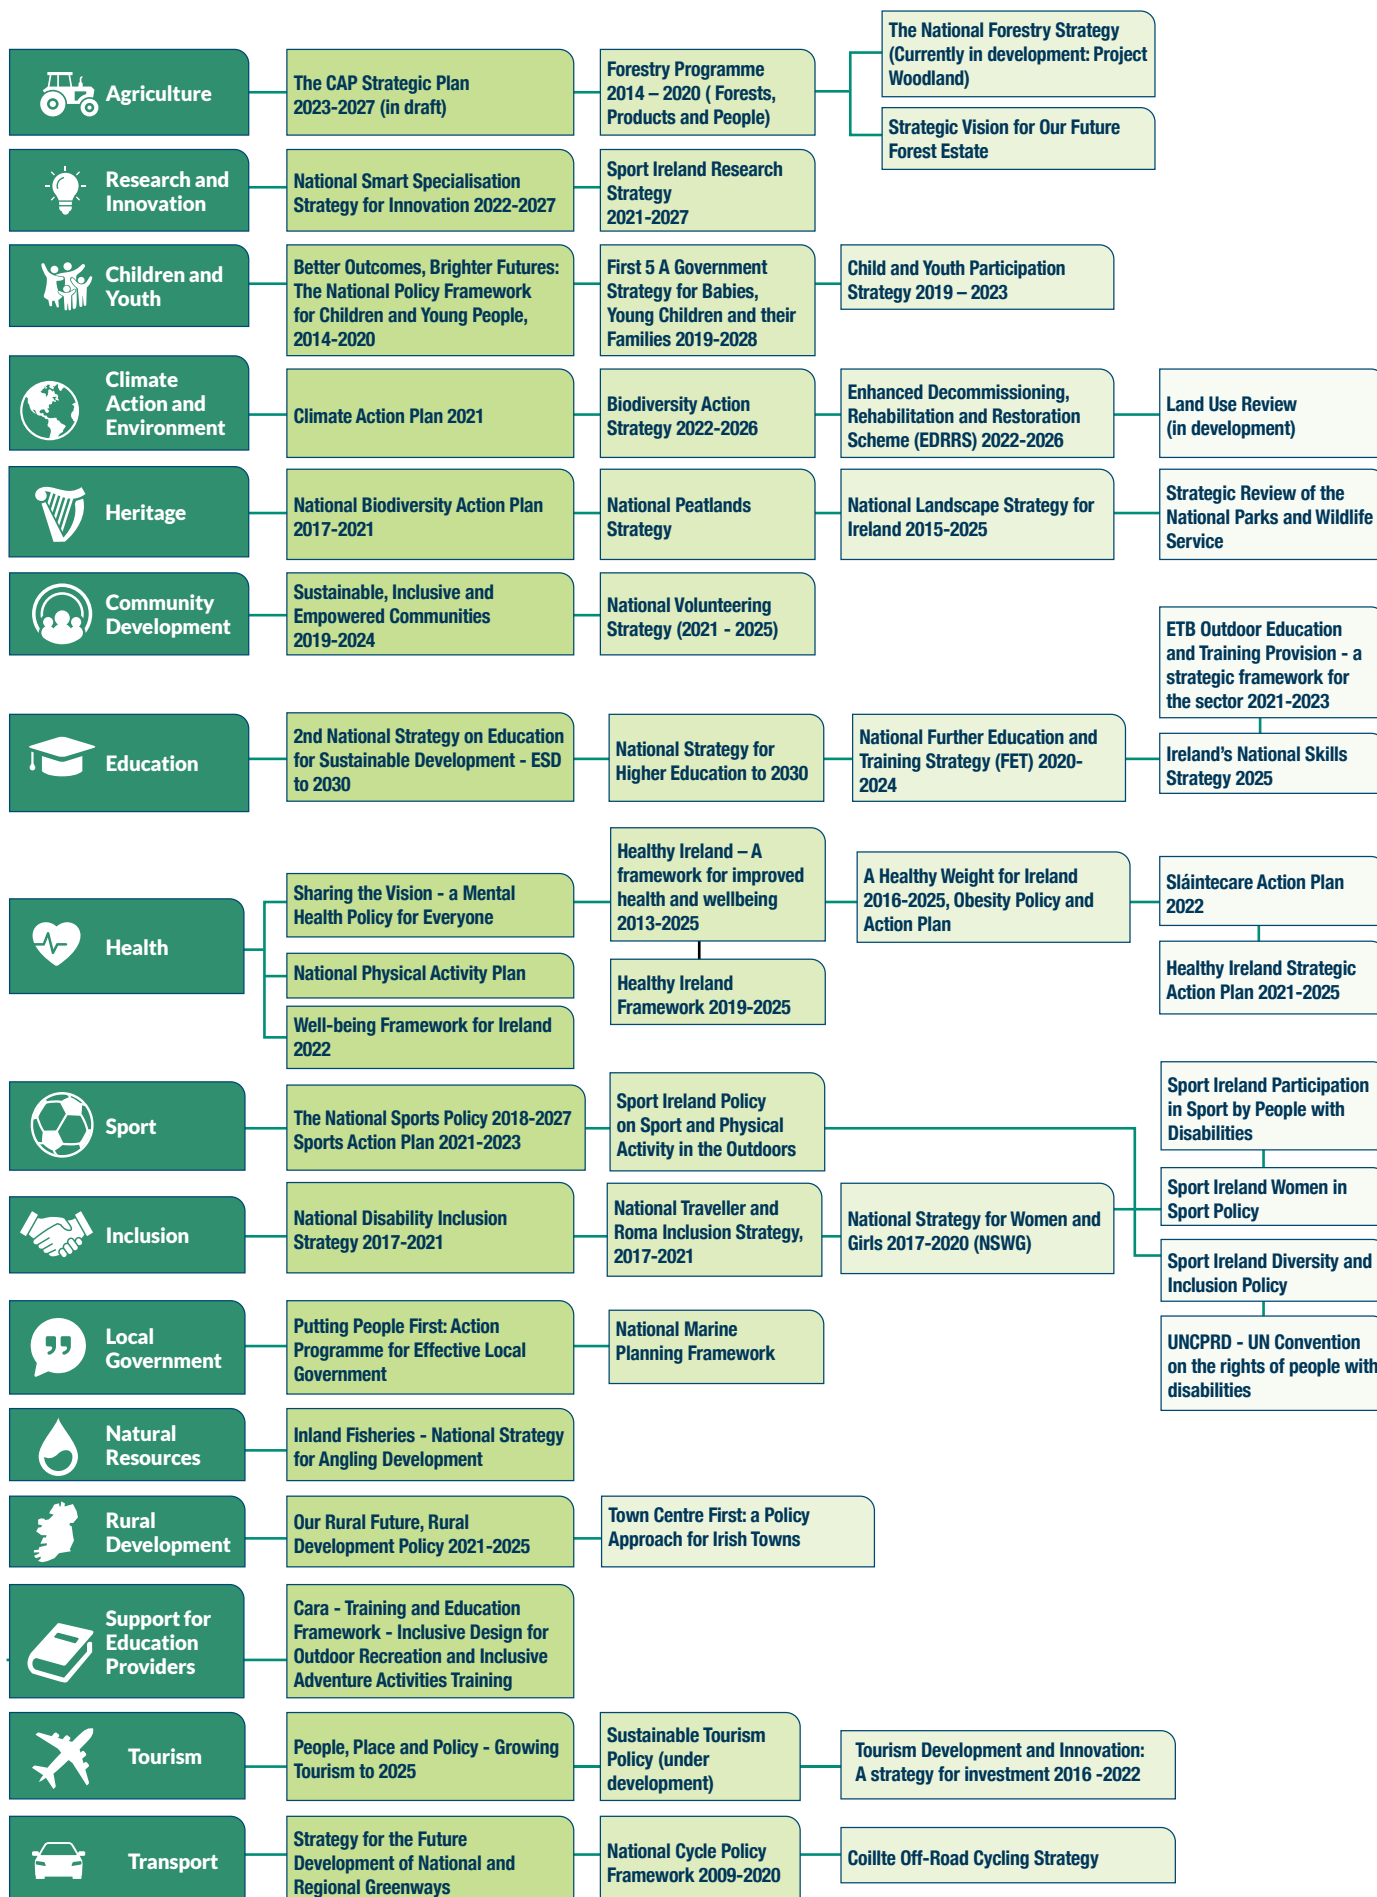 Agriculture
The CAP Strategic Plan
2023-2027 (in draft)
Forestry Programme
2014 – 2020 ( Forests,
Products and People)
The National Forestry Strategy
(Currently in development: Project
Woodland)
Strategic Vision for Our Future
Forest Estate
Research and
Innovation
National Smart Specialisation
Strategy for Innovation 2022-2027
Sport Ireland Research
Strategy
2021-2027
Children and
Youth
Better Outcomes, Brighter Futures:
The National Policy Framework
for Children and Young People,
2014-2020
First 5 A Government
Strategy for Babies,
Young Children and their
Families 2019-2028
Child and Youth Participation
Strategy 2019 – 2023
Climate
Action and
Environment
Climate Action Plan 2021
Biodiversity Action
Strategy 2022-2026
Enhanced Decommissioning,
Rehabilitation and Restoration
Scheme (EDRRS) 2022-2026
Land Use Review
(in development)
Heritage
National Biodiversity Action Plan
2017-2021
National Peatlands
Strategy
National Landscape Strategy for
Ireland 2015-2025
Strategic Review of the
National Parks and Wildlife
Service
Community
Development
Sustainable, Inclusive and
Empowered Communities
2019-2024
National Volunteering
Strategy (2021 - 2025)
Education
2nd National Strategy on Education
for Sustainable Development - ESD
to 2030
National Strategy for
Higher Education to 2030
National Further Education and
Training Strategy (FET) 2020-
2024
ETB Outdoor Education
and Training Provision - a
strategic framework for
the sector 2021-2023
Ireland's National Skills
Strategy 2025
Health
Sharing the Vision - a Mental
Health Policy for Everyone
National Physical Activity Plan
Well-being Framework for Ireland
2022
Healthy Ireland – A
framework for improved
health and wellbeing
2013-2025
Healthy Ireland
Framework 2019-2025
A Healthy Weight for Ireland
2016-2025, Obesity Policy and
Action Plan
Sláintecare Action Plan
2022
Healthy Ireland Strategic
Action Plan 2021-2025
Sport
The National Sports Policy 2018-2027
Sports Action Plan 2021-2023
Sport Ireland Policy
on Sport and Physical
Activity in the Outdoors
Sport Ireland Participation
in Sport by People with
Disabilities
Sport Ireland Women in
Sport Policy
Sport Ireland Diversity and
Inclusion Policy
UNCPRD - UN Convention
on the rights of people with
disabilities
Inclusion
National Disability Inclusion
Strategy 2017-2021
National Traveller and
Roma Inclusion Strategy,
2017-2021
National Strategy for Women and
Girls 2017-2020 (NSWG)
Local
Government
Putting People First: Action
Programme for Effective Local
Government
National Marine
Planning Framework
Natural
Resources
Inland Fisheries - National Strategy
for Angling Development
Rural
Development
Our Rural Future, Rural
Development Policy 2021-2025
Town Centre First: a Policy
Approach for Irish Towns
Support for
Education
Providers
Cara - Training and Education
Framework - Inclusive Design for
Outdoor Recreation and Inclusive
Adventure Activities Training
Tourism
People, Place and Policy - Growing
Tourism to 2025
Sustainable Tourism
Policy (under
development)
Tourism Development and Innovation:
A strategy for investment 2016 -2022
Transport
Strategy for the Future
Development of National and
Regional Greenways
National Cycle Policy
Framework 2009-2020
Coillte Off-Road Cycling Strategy